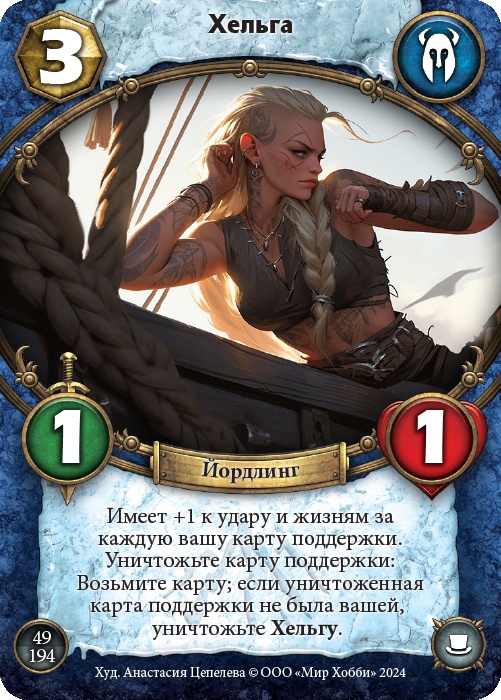 3
Хельга
1
1
Йордлинг
Имеет +1 к удару и жизням за
каждую вашу карту поддержки.
Уничтожьте карту поддержки:
Возьмите карту; если уничтоженная
карта поддержки не была вашей,
уничтожьте Хельгу.
49
194
Худ. Анастасия Цепелева © ООО «Мир Хобби» 2024